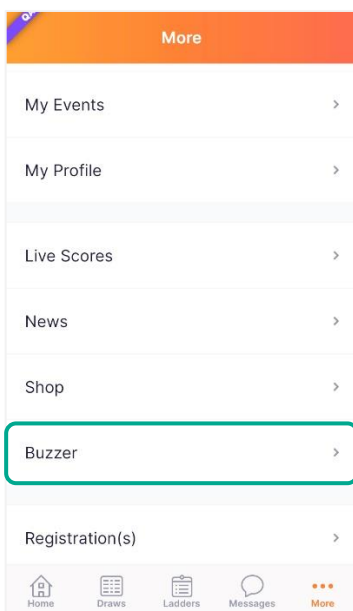 More
My Events
My Profile
Live Scores
News
Shop
Buzzer
Registration(s)
Home Draws Ladders Messages More